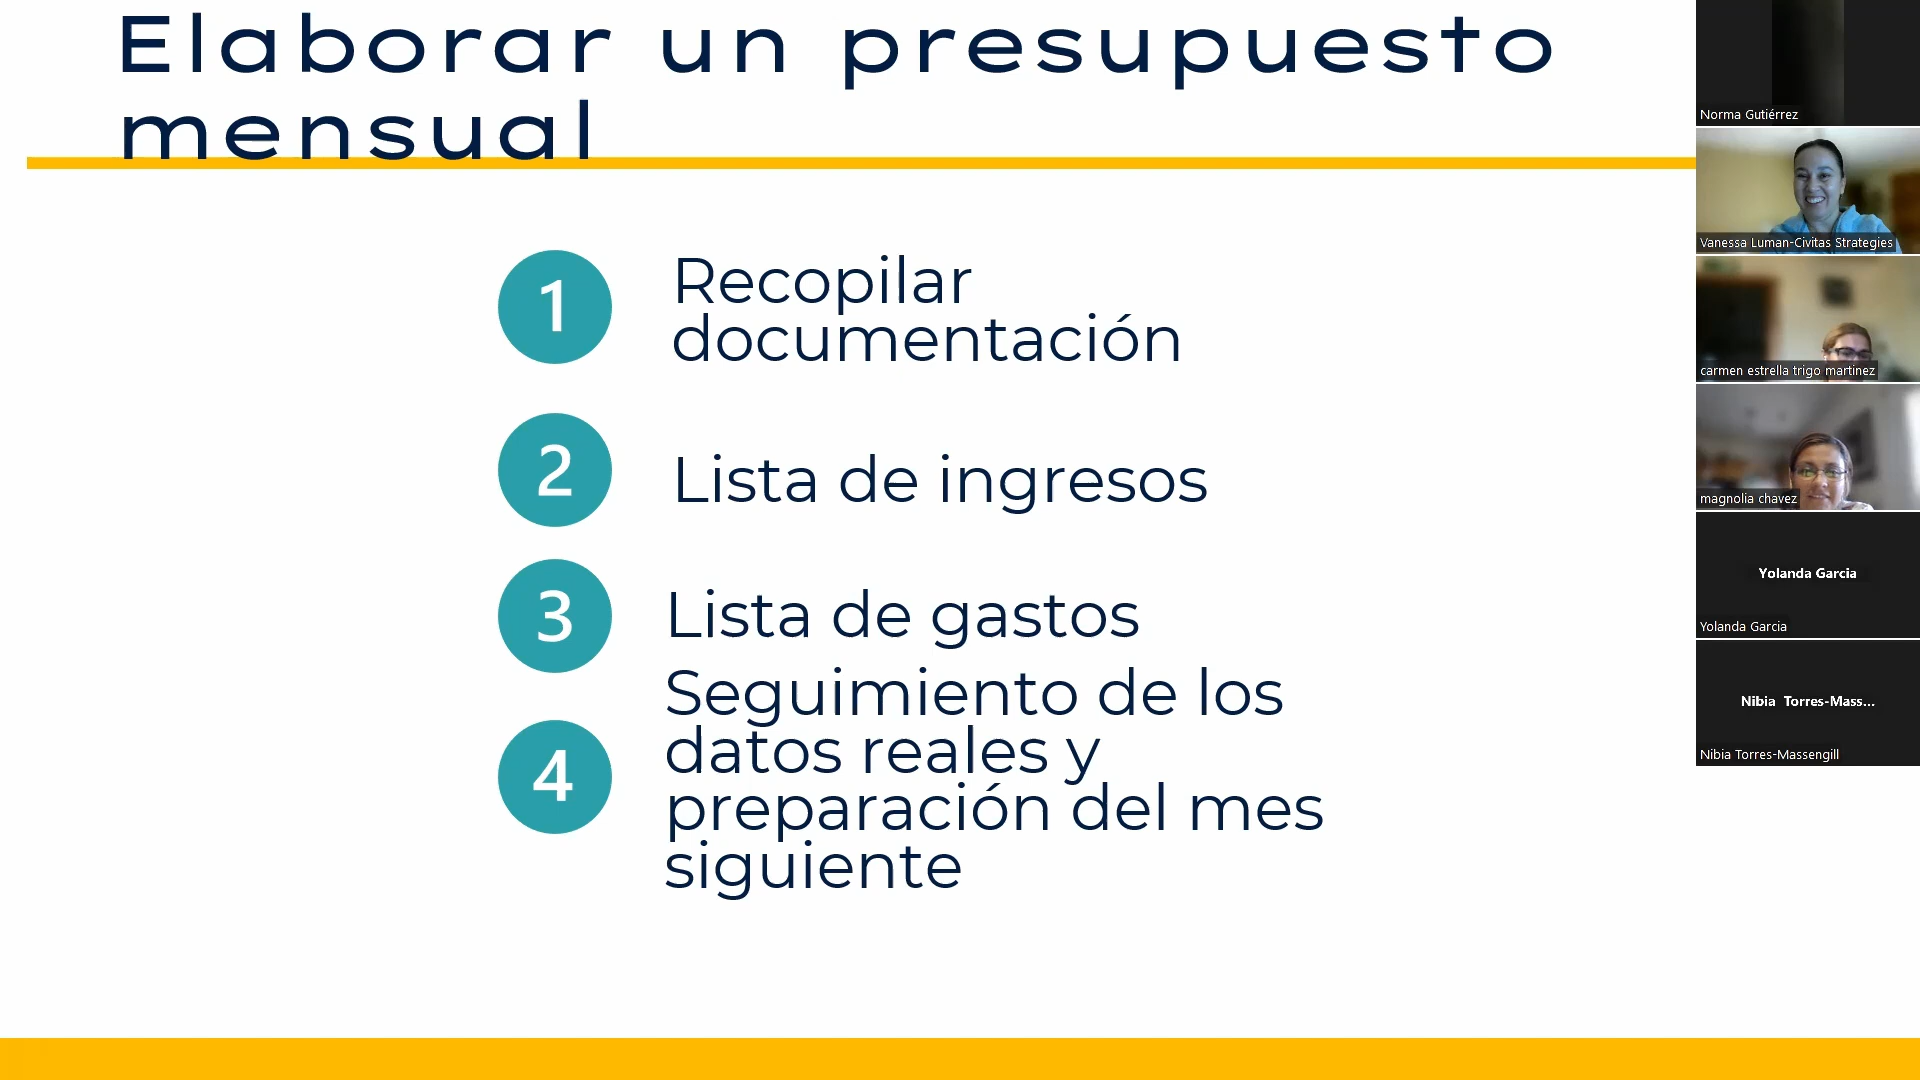 Elaborar un presupuesto
mensual
1
Recopilar
documentación
2
Lista de ingresos
3
Lista de gastos
4
Seguimiento de los
datos reales y
preparación del mes
siguiente
Norma Gutiérrez
Vanessa Luman-Civitas Strategies
carmen estrella trigo martinez
magnolia chavez
Yolanda Garcia
Yolanda Garcia
Nibia Torres-Mass...
Nibia Torres-Massengill